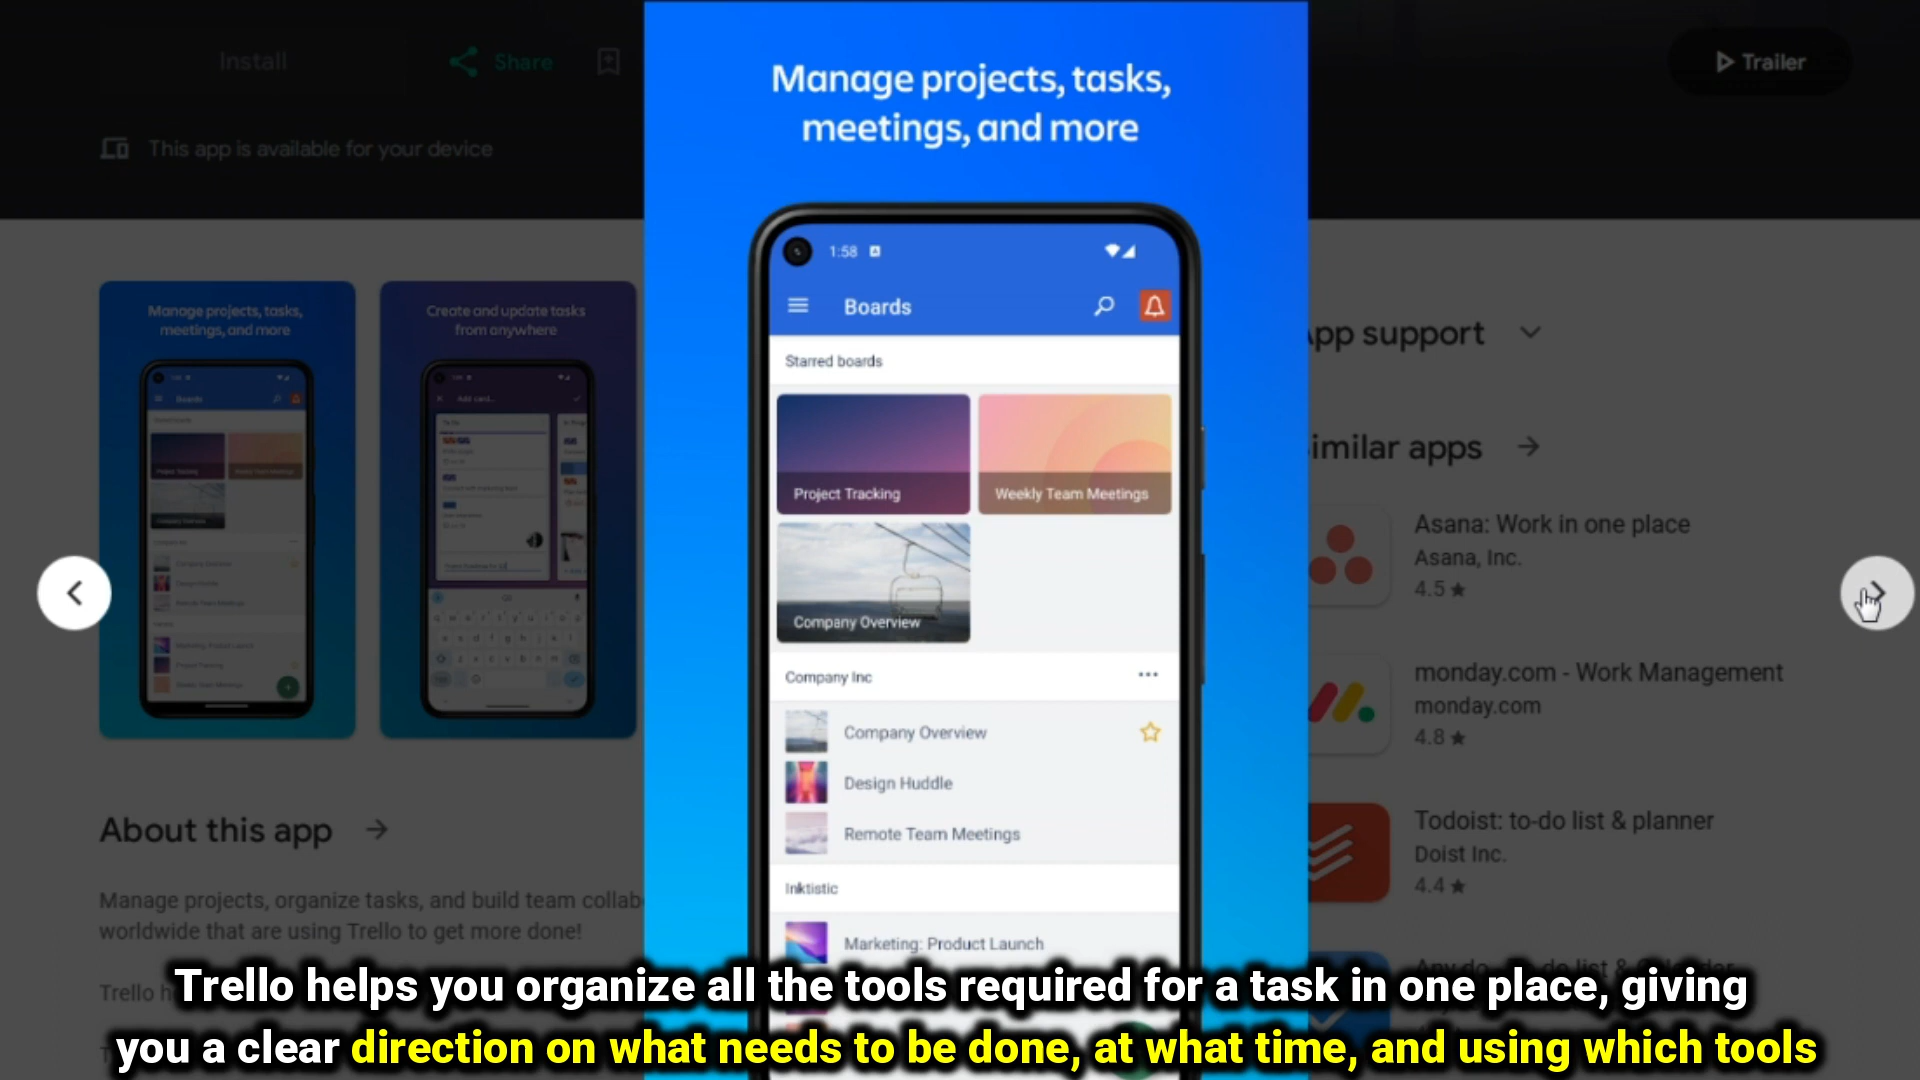 Install
Share
Trailer
This app is available for your device
Manage projects, tasks,
meetings, and more
1:58
Boards
Starred boards
Project Tracking
Weekly Team Meetings
Company Overview
Company Inc
Company Overview
Design Huddle
Remote Team Meetings
Inktistic
Marketing: Product Launch
Manage projects, tasks,
meetings, and more
Boards
Create and update tasks
from anywhere
Add card...
About this app
Manage projects, organize tasks, and build team collab
worldwide that are using Trello to get more done!
Trello h
App support
Similar apps
Asana: Work in one place
Asana, Inc.
4.5
monday.com - Work Management
monday.com
4.8
Todoist: to-do list & planner
Doist Inc.
4.4
Trello helps you organize all the tools required for a task in one place, giving
you a clear direction on what needs to be done, at what time, and using which tools